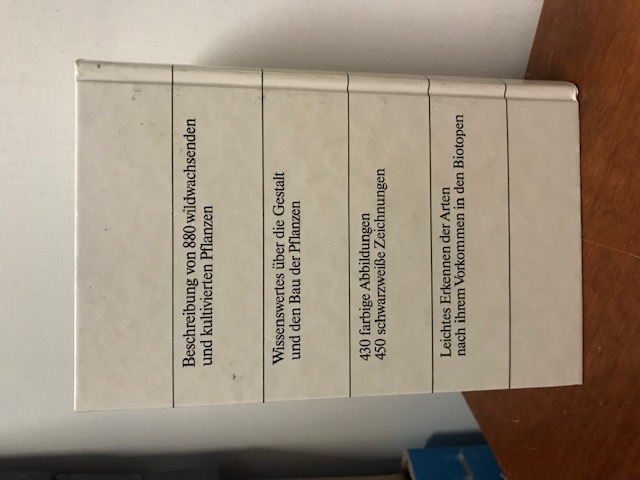 Beschreibung von 880 wildwachsenden
und kultivierten Pflanzen
Wissenswertes über die Gestalt
und den Bau der Pflanzen
430 farbige Abbildungen
450 schwarzweiße Zeichnungen
Leichtes Erkennen der Arten
nach ihrem Vorkommen in den Biotopen